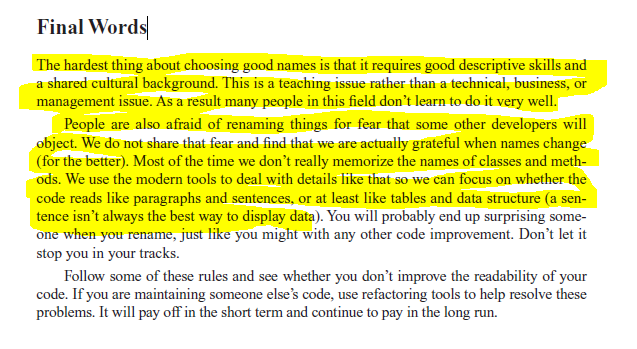 Final Words
The hardest thing about choosing good names is that it requires good descriptive skills and
a shared cultural background. This is a teaching issue rather than a technical, business, or
management issue. As a result many people in this field don't learn to do it very well.
People are also afraid of renaming things for fear that some other developers will
object. We do not share that fear and find that we are actually grateful when names change
(for the better). Most of the time we don't really memorize the names of classes and meth-
ods. We use the modern tools to deal with details like that so we can focus on whether the
code reads like paragraphs and sentences, or at least like tables and data structure (a sen-
tence isn't always the best way to display data). You will probably end up surprising some-
one when you rename, just like you might with any other code improvement. Don't let it
stop you in your tracks.
Follow some of these rules and see whether you don't improve the readability of your
code. If you are maintaining someone else's code, use refactoring tools to help resolve these
problems. It will pay off in the short term and continue to pay in the long run.